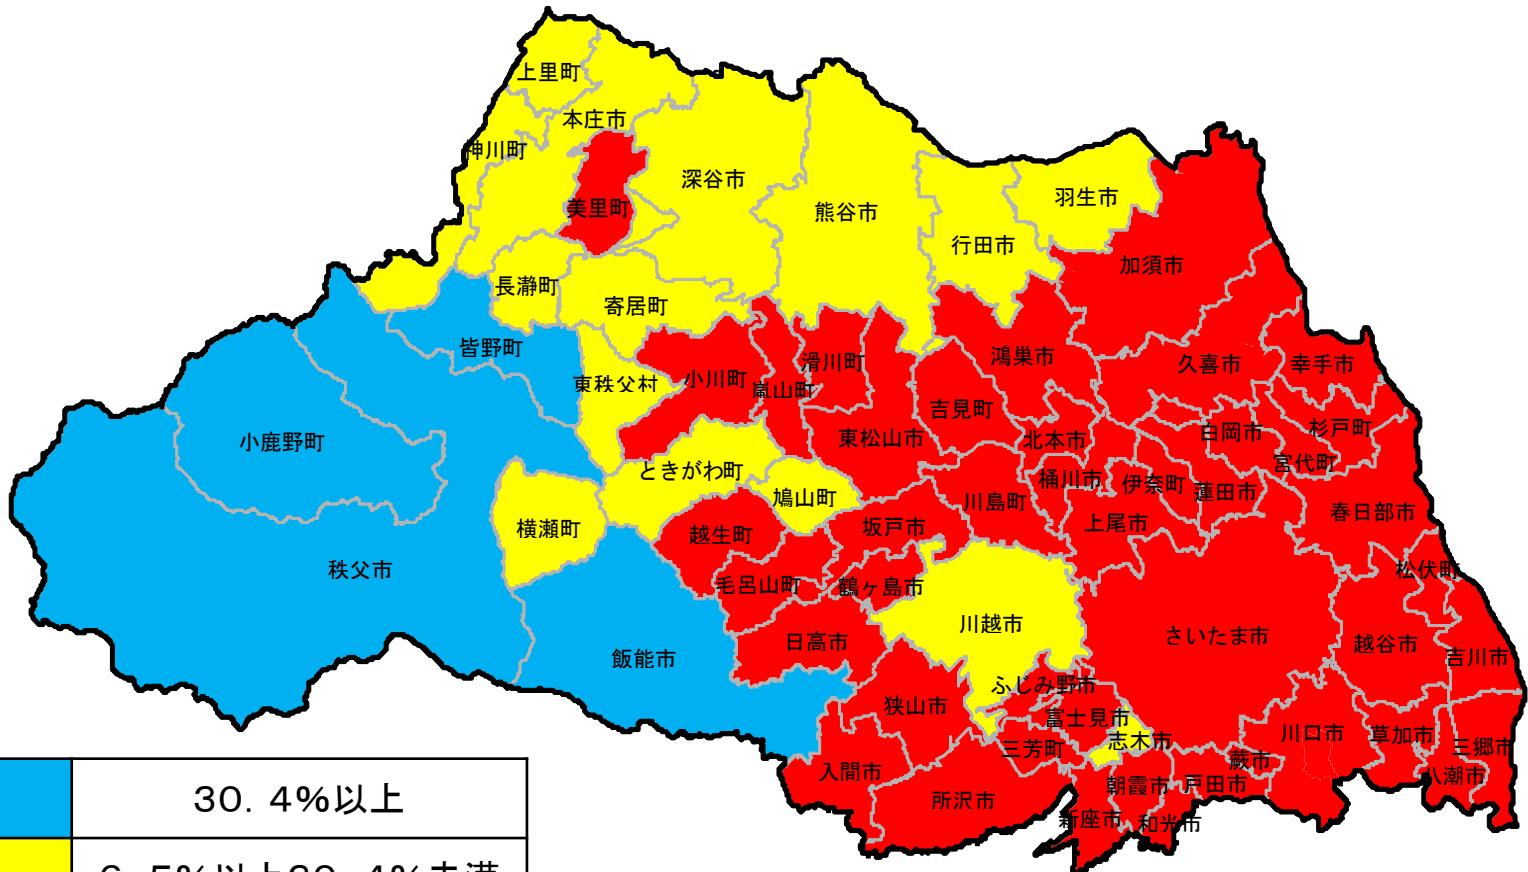 上里町
本庄市
神川町
深谷市
美里町
熊谷市
羽生市
行田市
加須市
長瀞町
寄居町
皆野町
東秩父村
小川町
嵐山町
滑川町
鴻巣市
久喜市
幸手市
吉見町
小鹿野町
東松山市
北本市
白岡市
杉戸町
宮代町
ときがわ町
鳩山町
川島町
桶川市
伊奈町
蓮田市
春日部市
横瀬町
越生町
坂戸市
上尾市
秩父市
毛呂山町
鶴ヶ島市
松伏町
川越市
さいたま市
日高市
越谷市
吉川市
飯能市
ふじみ野市
狭山市
富士見市
志木市
三芳町
川口市
草加市
三郷市
蕨市
入間市
所沢市
朝霞市
戸田市
八潮市
新座市
和光市
30.4%以上
6.5%以上30.4%未満